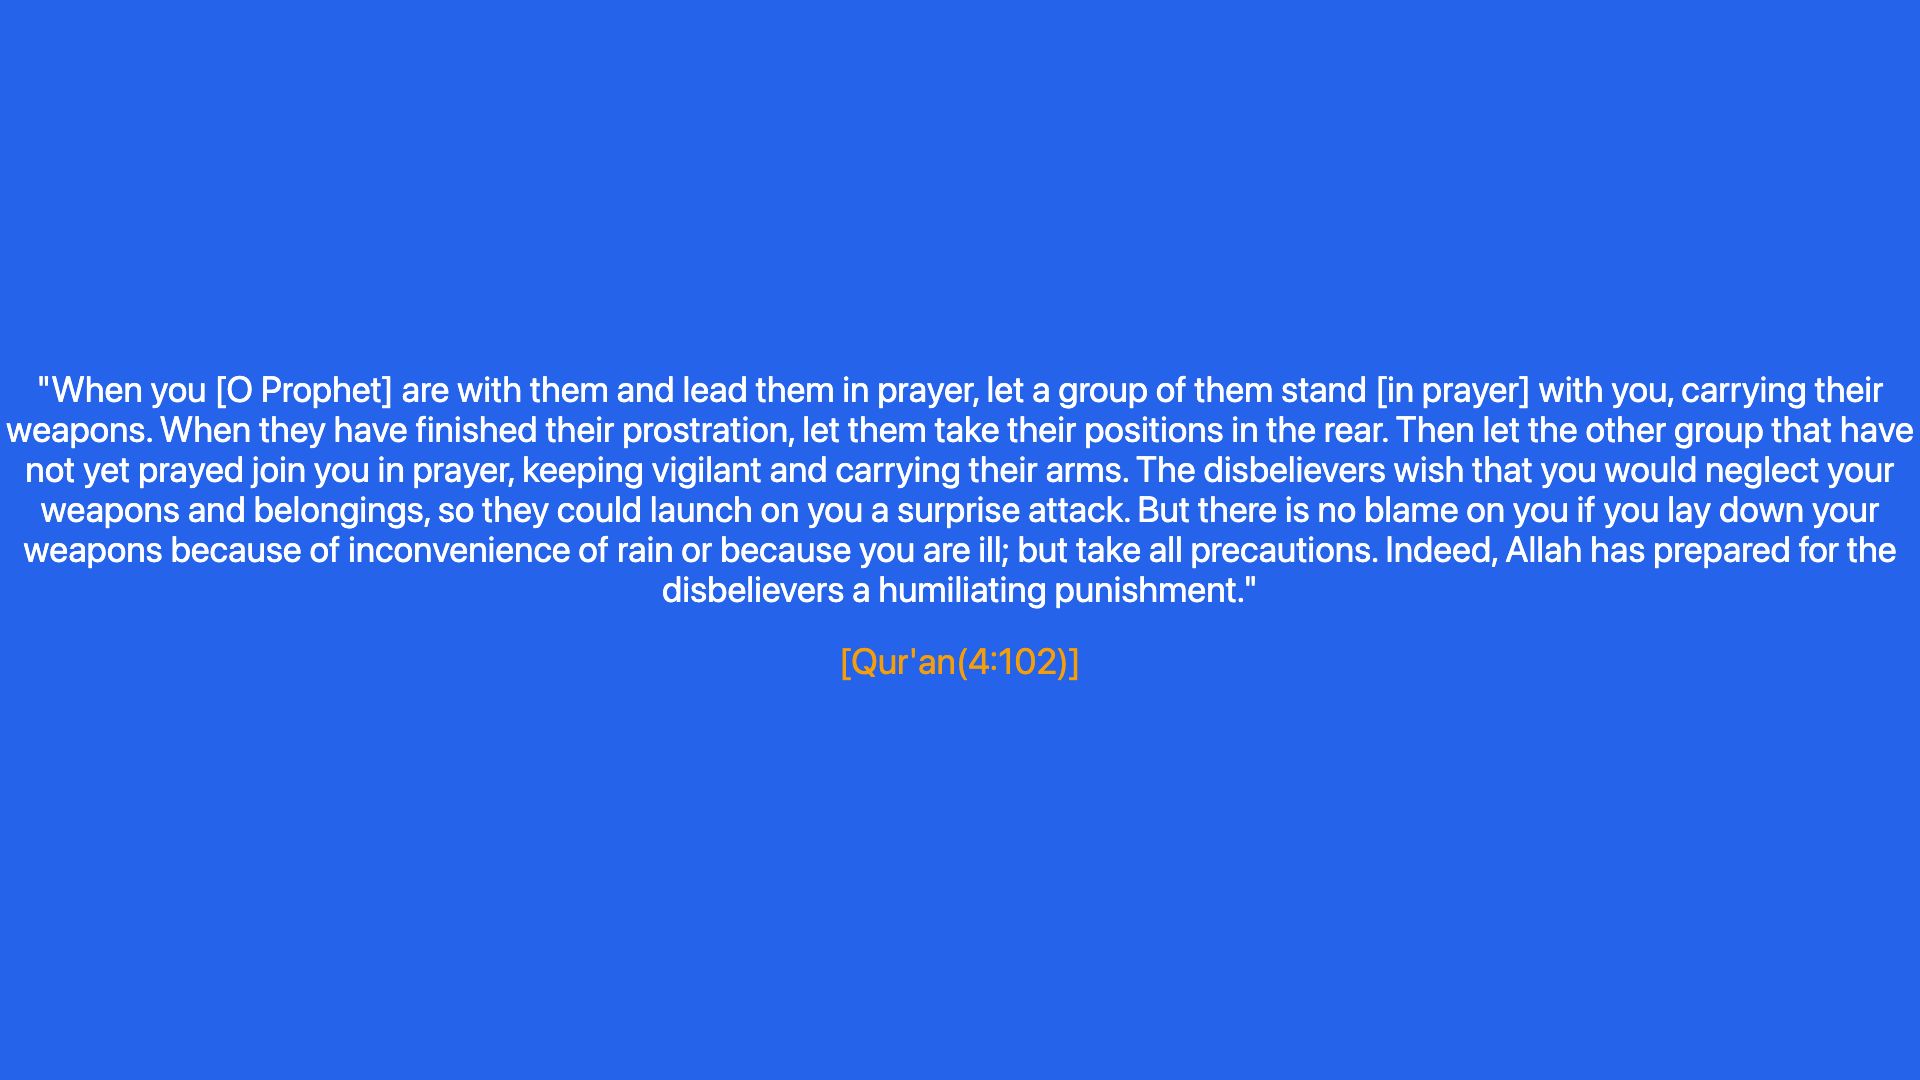 "When you [O Prophet] are with them and lead them in prayer, let a group of them stand [in prayer] with you, carrying their
weapons. When they have finished their prostration, let them take their positions in the rear. Then let the other group that have
not yet prayed join you in prayer, keeping vigilant and carrying their arms. The disbelievers wish that you would neglect your
weapons and belongings, so they could launch on you a surprise attack. But there is no blame on you if you lay down your
weapons because of inconvenience of rain or because you are ill; but take all precautions. Indeed, Allah has prepared for the
disbelievers a humiliating punishment."
[Qur'an(4:102)]